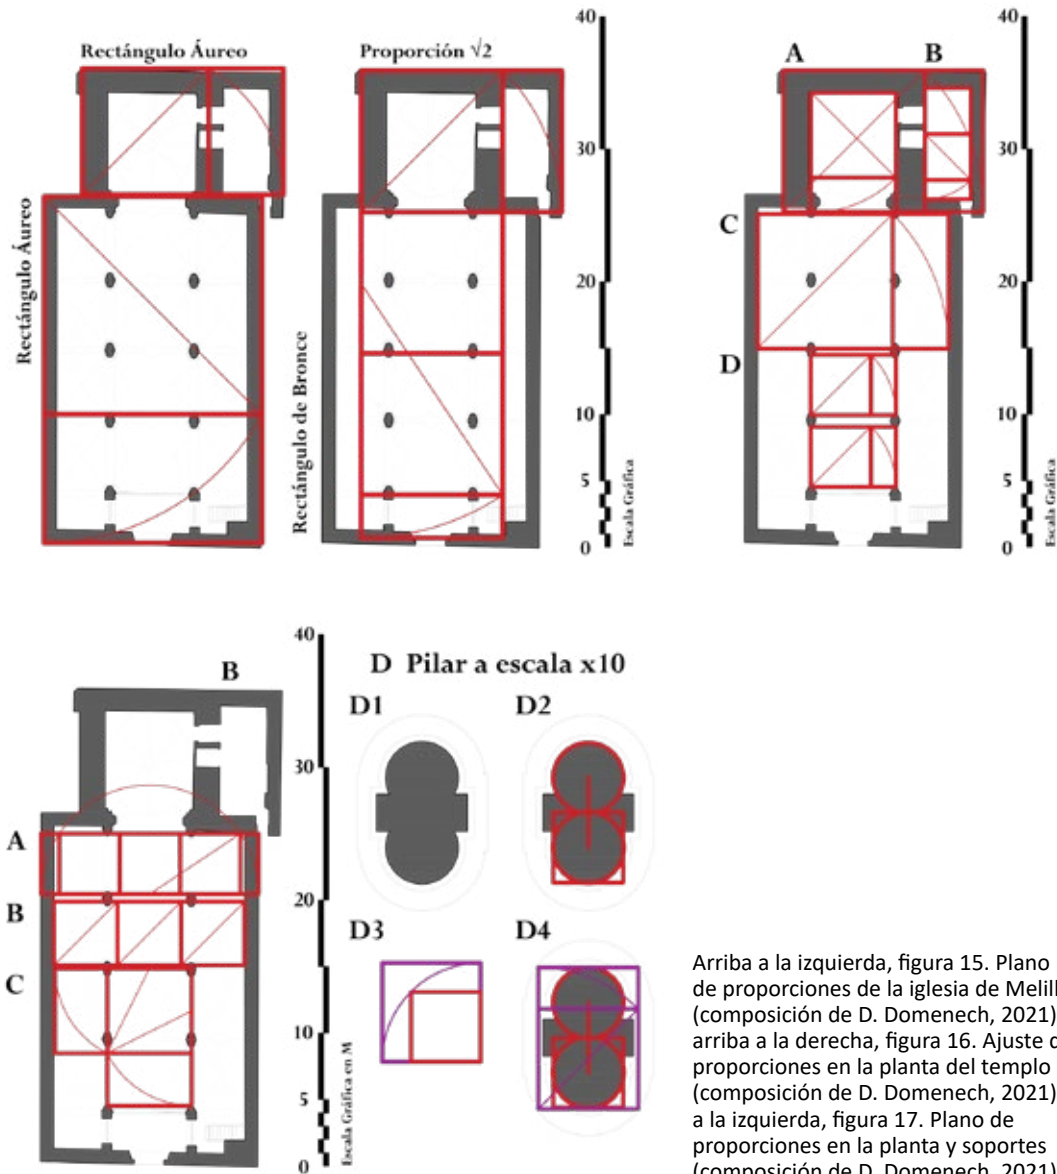 Rectángulo Áureo
Rectángulo Áureo
Proporción √2
Rectángulo de Bronce
40
30
20
10
5
0
Escala Gráfica
A
B
C
D
40
30
20
10
5
0
Escala Gráfica
B
A
B
C
40
30
20
10
5
0
Escala Gráfica en M
D Pilar a escala x10
D1
D2
D3
D4
Arriba a la izquierda, figura 15. Plano
de proporciones de la iglesia de Melill
(composición de D. Domenech, 2021)
arriba a la derecha, figura 16. Ajuste
proporciones en la planta del templo
(composición de D. Domenech, 2021)
a la izquierda, figura 17. Plano de
proporciones en la planta y soportes
(composición de D. Domenech, 2021)